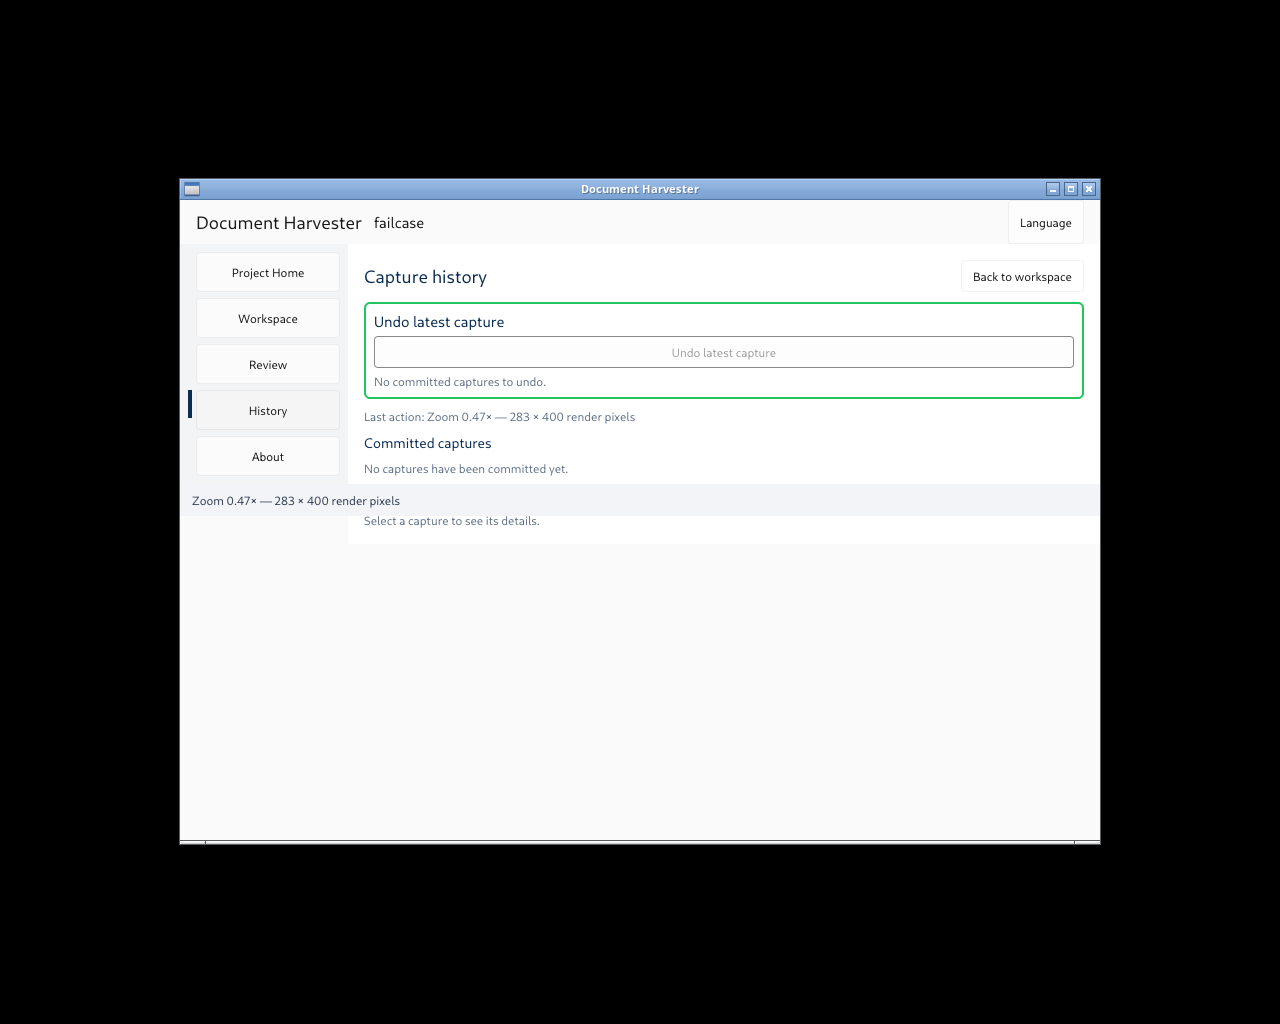 Document Harvester
Document Harvester failcase
Language
Project Home
Workspace
Review
History
About
Capture history
Back to workspace
Undo latest capture
Undo latest capture
No committed captures to undo.
Last action: Zoom 0.47× — 283 × 400 render pixels
Committed captures
No captures have been committed yet.
Zoom 0.47× — 283 × 400 render pixels
Select a capture to see its details.